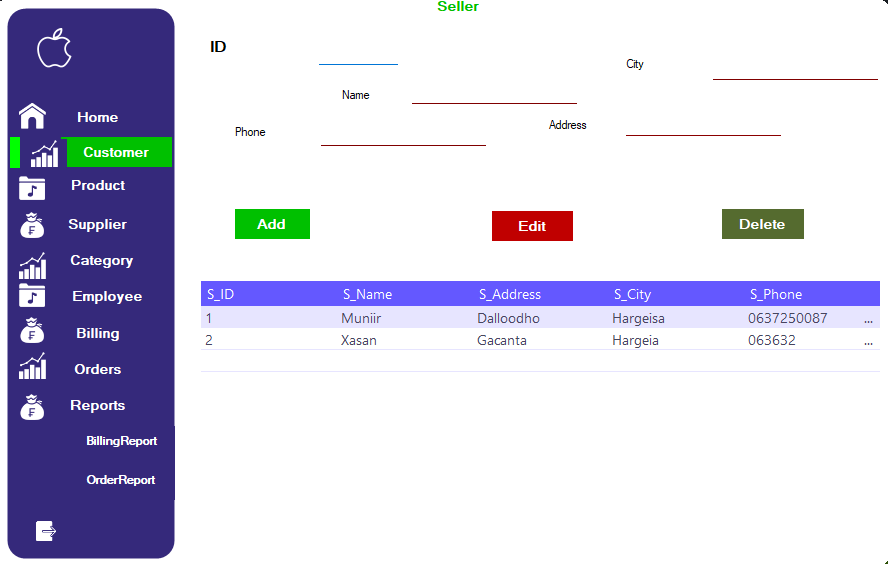 Seller
ID
City
Name
Phone
Address
Add
Edit
Delete
Home
Customer
Product
Supplier
Category
Employee
Billing
Orders
Reports
BillingReport
OrderReport
S_ID S_Name S_Address S_City S_Phone
1 Muniir Dalloodho Hargeisa 0637250087 ...
2 Xasan Gacanta Hargeia 063632 ...